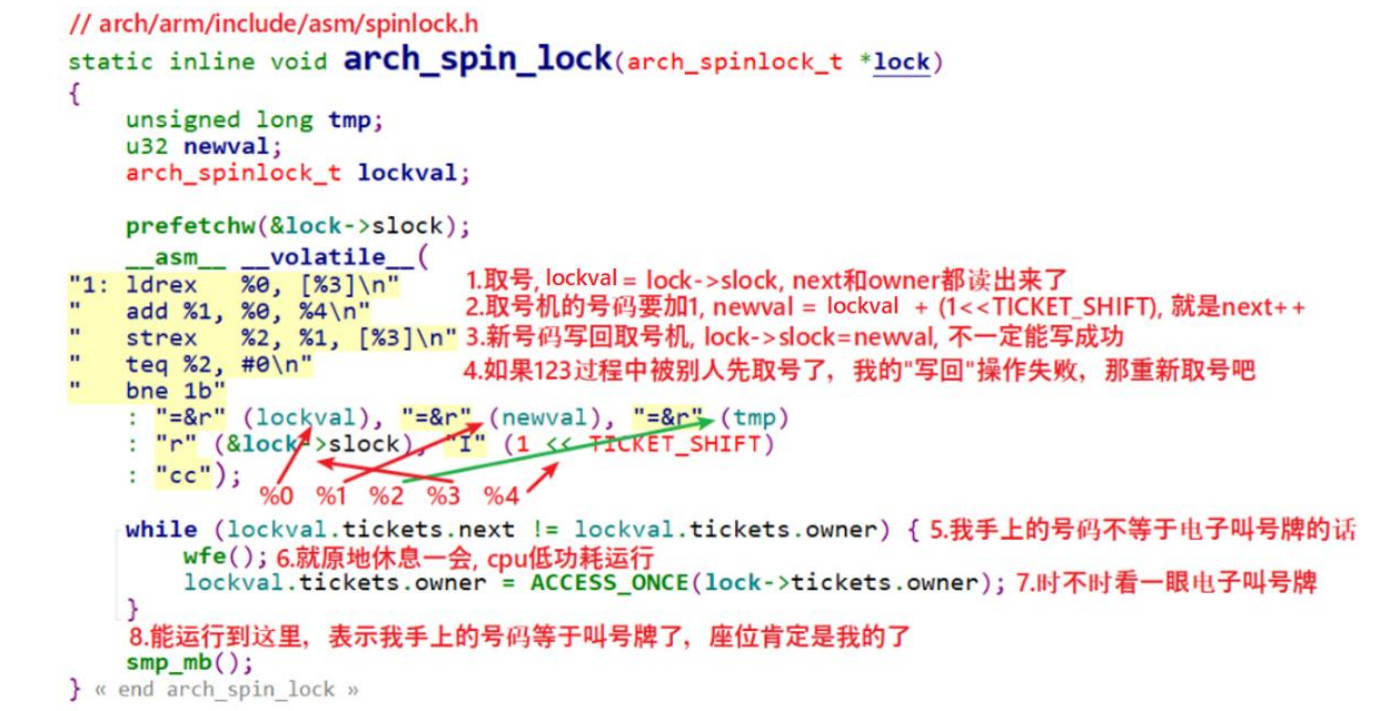 // arch/arm/include/asm/spinlock.h
static inline void arch_spin_lock(arch_spinlock_t *lock)
{
unsigned long tmp;
u32 newval;
arch_spinlock_t lockval;
prefetchw(&lock->slock);
__asm__ __volatile__(
"1: ldrex %0, [%3]\n" 1.取号, lockval = lock->slock, next和owner都读出来了
" add %1, %0, %4\n" 2.取号机的号码要加1, newval = lockval + (1<<TICKET_SHIFT), 就是next++
" strex %2, %1, [%3]\n" 3.新号码写回取号机, lock->slock=newval, 不一定能写成功
" teq %2, #0\n" 4.如果123过程中被别人先取号了，我的"写回"操作失败，那重新取号吧
" bne 1b"
: "=&r" (lockval), "=&r" (newval), "=&r" (tmp)
: "r" (&lock->slock), "I" (1 << TICKET_SHIFT)
: "cc");
%0 %1 %2 %3 %4
while (lockval.tickets.next != lockval.tickets.owner) { 5.我手上的号码不等于电子叫号牌的话
wfe(); 6.就原地休息一会, cpu低功耗运行
lockval.tickets.owner = ACCESS_ONCE(lock->tickets.owner); 7.时不时看一眼电子叫号牌
}
8.能运行到这里，表示我手上的号码等于叫号牌了，座位肯定是我的了
smp_mb();
} « end arch_spin_lock »